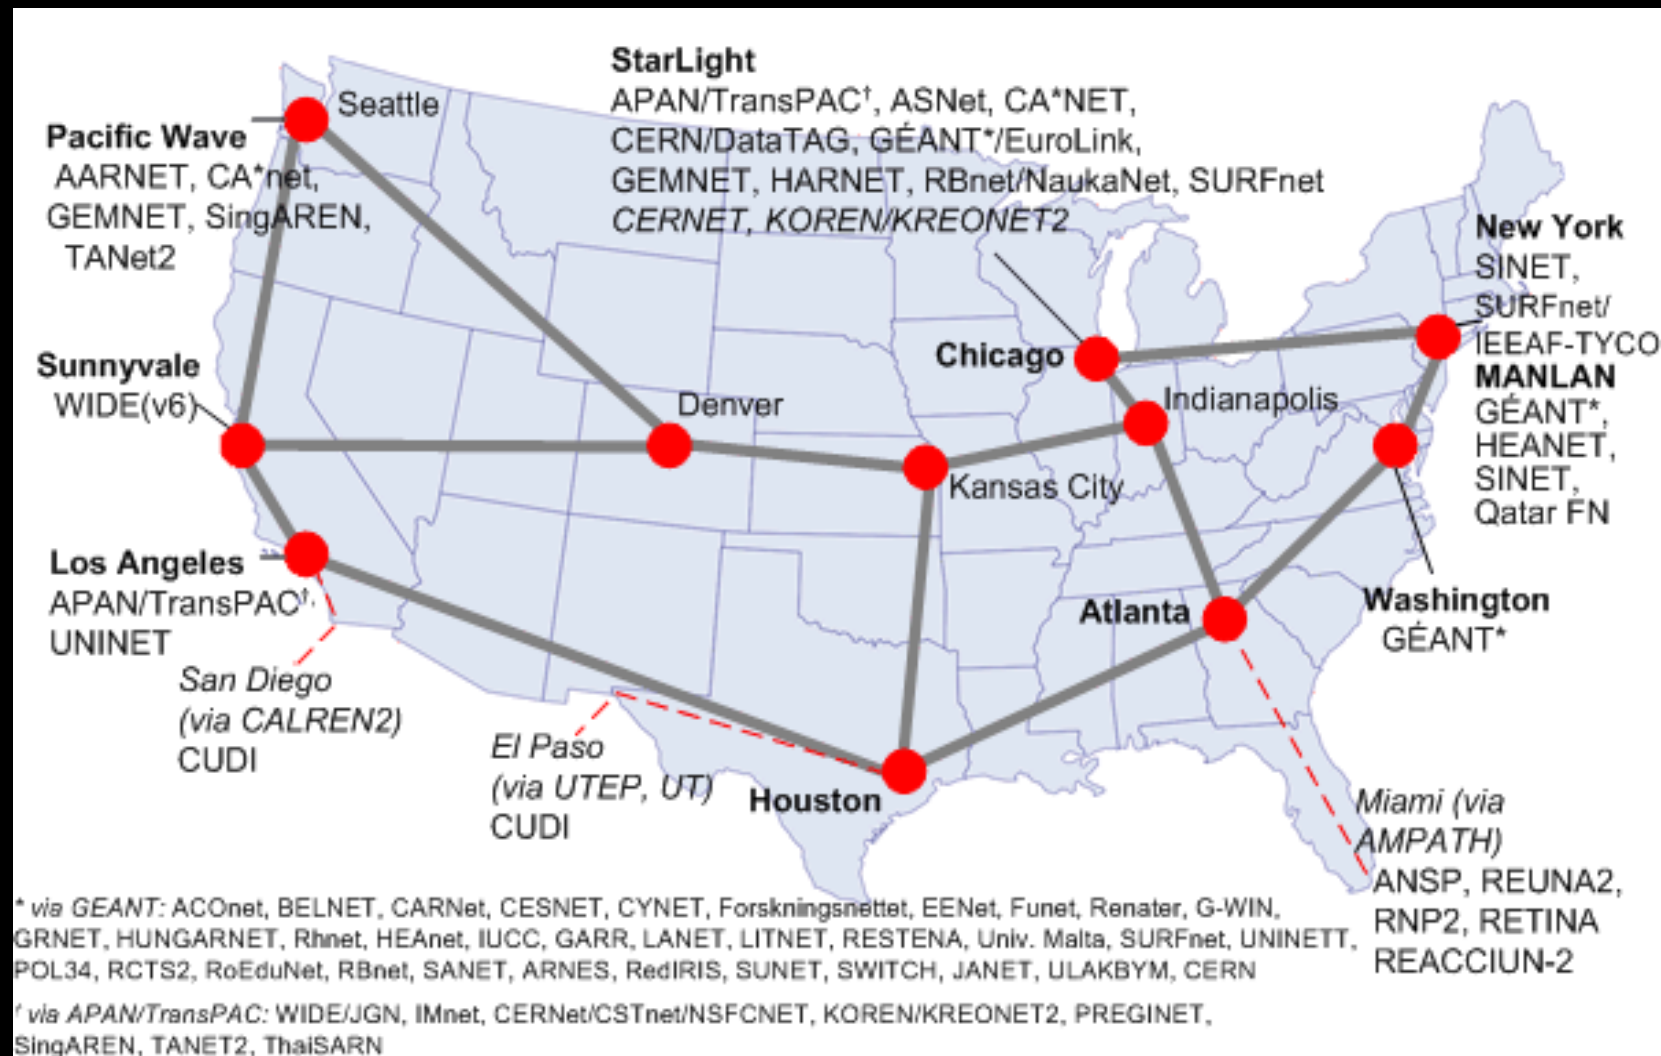 StarLight
APAN/TransPAC†, ASNet, CA*NET,
CERN/DataTAG, GÉANT*/EuroLink,
GEMNET, HARNET, RBnet/NaukaNet, SURFnet
CERNET, KOREN/KREONET2
Seattle
Pacific Wave
AARNET, CA*net,
GEMNET, SingAREN,
TANet2
New York
SINET,
SURFnet/
IEEAF-TYCO
MANLAN
GÉANT*,
HEANET,
SINET,
Qatar FN
Sunnyvale
WIDE(v6)
Chicago
Denver
Indianapolis
Kansas City
Los Angeles
APAN/TransPAC†,
UNINET
Atlanta
Washington
GÉANT*
San Diego
(via CALREN2)
CUDI
El Paso
(via UTEP, UT)
CUDI
Houston
Miami (via
AMPATH)
ANSP, REUNA2,
RNP2, RETINA
REACCIUN-2
* via GEANT: ACOnet, BELNET, CARNet, CESNET, CYNET, Forskningsnettet, EENet, Funet, Renater, G-WIN,
GRNET, HUNGARNET, Rhnet, HEAnet, IUCC, GARR, LANET, LITNET, RESTENA, Univ. Malta, SURFnet, UNINETT,
POL34, RCTS2, RoEduNet, RBnet, SANET, ARNES, RedIRIS, SUNET, SWITCH, JANET, ULAKBYM, CERN
† via APAN/TransPAC: WIDE/JGN, IMnet, CERNet/CSTnet/NSFCNET, KOREN/KREONET2, PREGINET,
SingAREN, TANET2, ThaiSARN